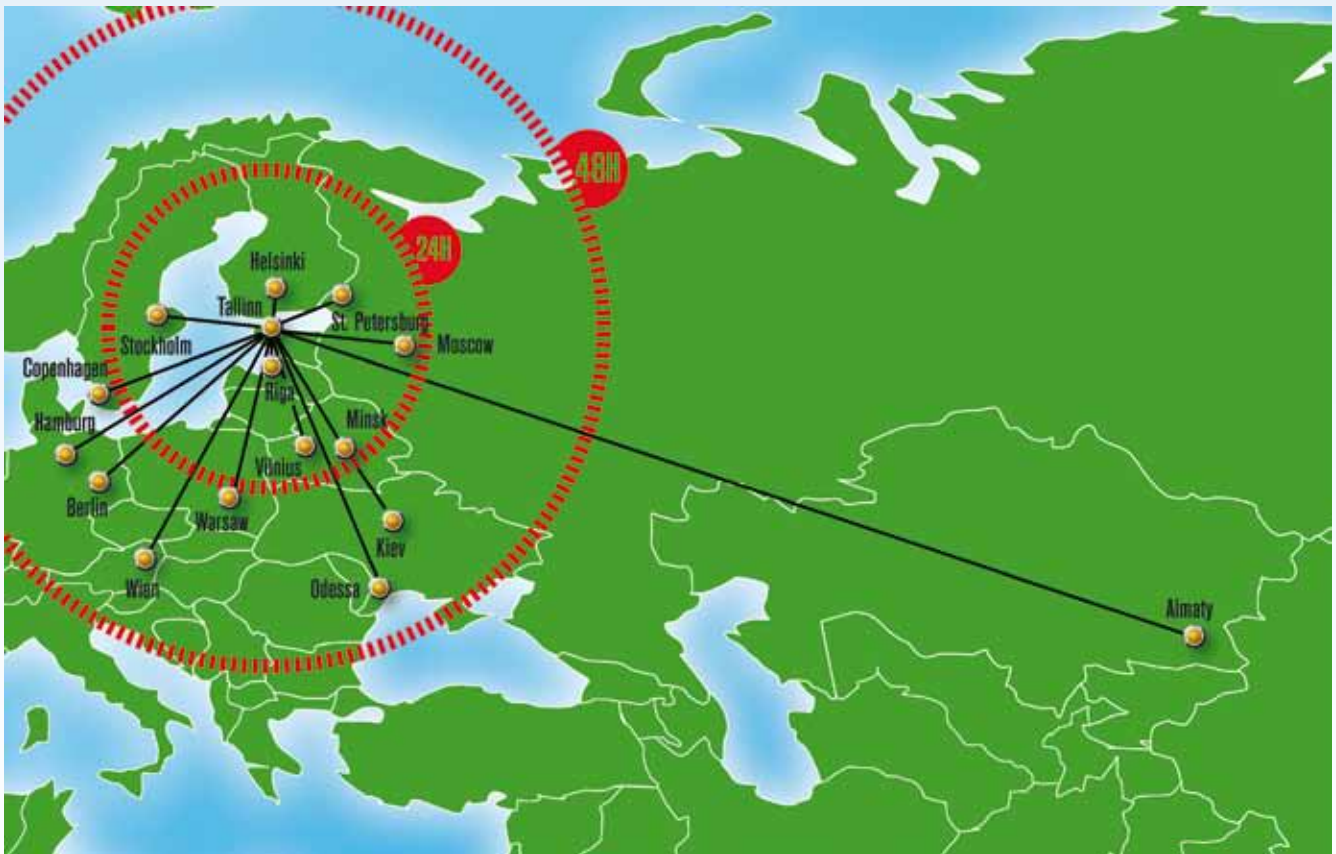 48H
24H
Helsinki
Tallinn
St. Petersburg
Stockholm
Moscow
Copenhagen
Riga
Hamburg
Minsk
Vilnius
Berlin
Warsaw
Kiev
Wien
Odessa
Almaty